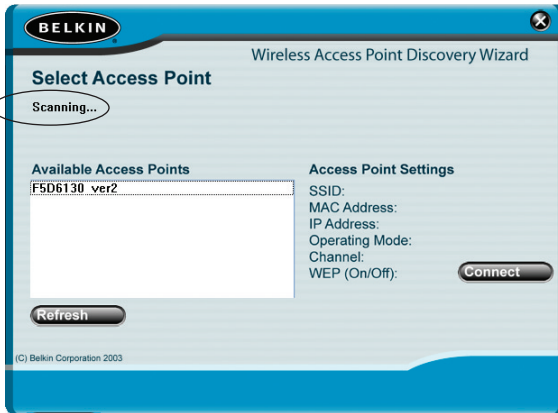 BELKIN
Wireless Access Point Discovery Wizard
Select Access Point
Scanning...
Available Access Points
F5D6130 ver2
Access Point Settings
SSID:
MAC Address:
IP Address:
Operating Mode:
Channel:
WEP (On/Off):
Connect
Refresh
(C) Belkin Corporation 2003